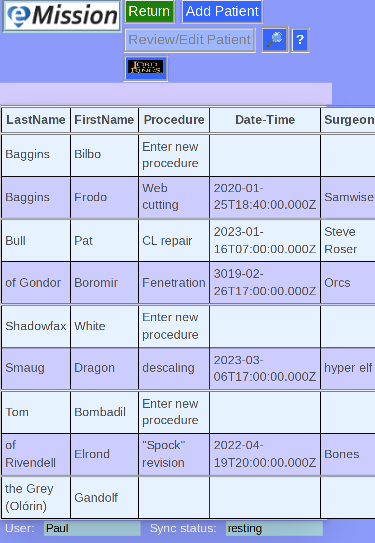 eMission
Return
Add Patient
Review/Edit Patient
?
LORD
RINGS
LastName FirstName Procedure Date-Time Surgeon
Baggins Bilbo Enter new
procedure
Baggins Frodo Web
cutting 2020-01-
25T18:40:00.000Z Samwise
Bull Pat CL repair 2023-01-
16T07:00:00.000Z Steve
Roser
of Gondor Boromir Fenetration 3019-02-
26T17:00:00.000Z Orcs
Shadowfax White Enter new
procedure
Smaug Dragon descaling 2023-03-
06T17:00:00.000Z hyper elf
Tom Bombadil Enter new
procedure
of
Rivendell Elrond "Spock"
revision 2022-04-
19T20:00:00.000Z Bones
the Grey
(Olórin) Gandolf
User: Paul Sync status: resting